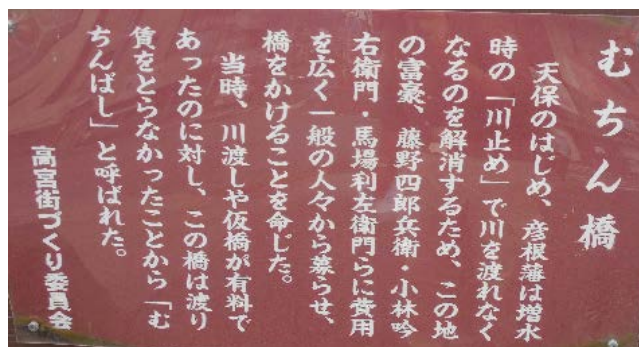 むちん橋
天保のはじめ、彦根藩は増水
時の「川止め」で川を渡れなく
なるのを解消するため、この地
の富豪、藤野四郎兵衛・小林吟
右衛門・馬場利左衛門らに費用
を広く一般の人々から募らせ、
橋をかけることを命じた。
当時、川渡しや仮橋が有料で
あったのに対し、この橋は渡り
賃をとらなかったことから「む
ちんばし」と呼ばれた。
高宮街づくり委員会